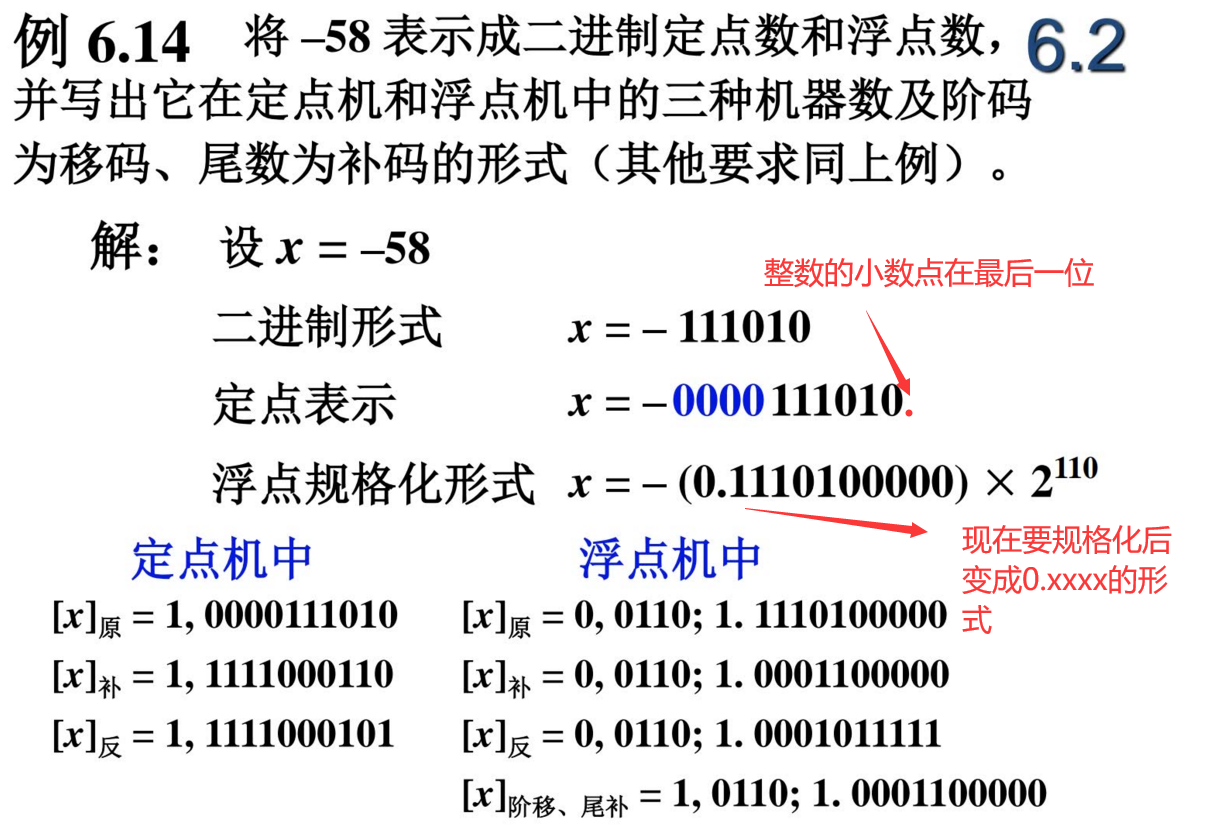 例 6.14 将 –58 表示成二进制定点数和浮点数， 6.2
并写出它在定点机和浮点机中的三种机器数及阶码
为移码、尾数为补码的形式（其他要求同上例）。
解： 设 x = –58
整数的小数点在最后一位
二进制形式 x = – 111010
定点表示 x = – 0000 111010.
浮点规格化形式 x = – (0.1110100000) × 2^110
现在要规格化后
变成0.xxxx的形
式
定点机中 浮点机中
[x]原 = 1, 0000111010 [x]原 = 0, 0110; 1. 1110100000
[x]补 = 1, 1111000110 [x]补 = 0, 0110; 1. 0001100000
[x]反 = 1, 1111000101 [x]反 = 0, 0110; 1. 0001011111
[x]阶移、尾补 = 1, 0110; 1. 0001100000